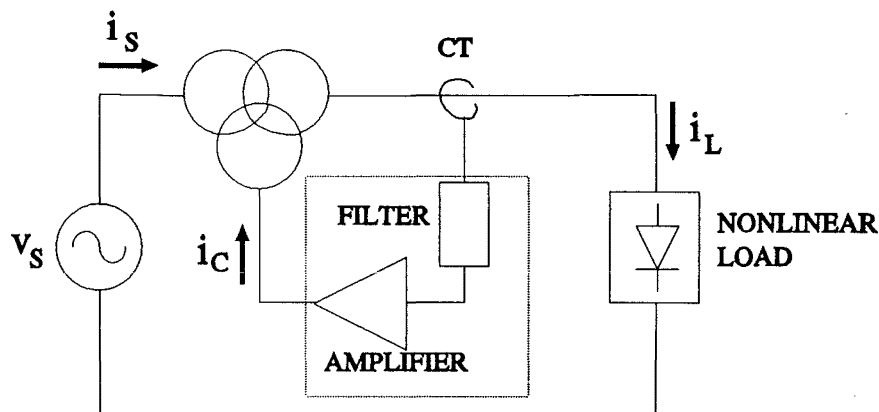 i_S
CT
i_L
FILTER
NONLINEAR
LOAD
v_S
i_C
AMPLIFIER